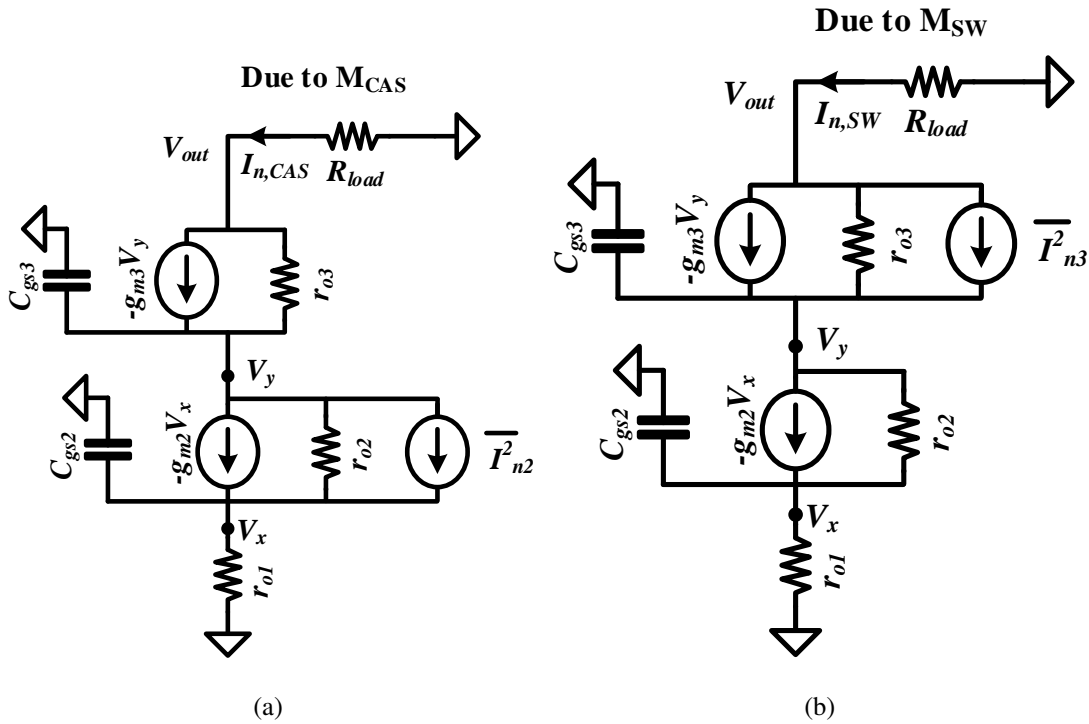 Due to M_CAS
V_out
I_n,CAS
R_load
C_gs3
-g_m3V_y
r_o3
V_y
C_gs2
-g_m2V_x
r_o2
I²_n2
V_x
r_o1
(a)
Due to M_SW
V_out
I_n,SW
R_load
C_gs3
-g_m3V_y
r_o3
I²_n3
V_y
C_gs2
-g_m2V_x
r_o2
V_x
r_o1
(b)